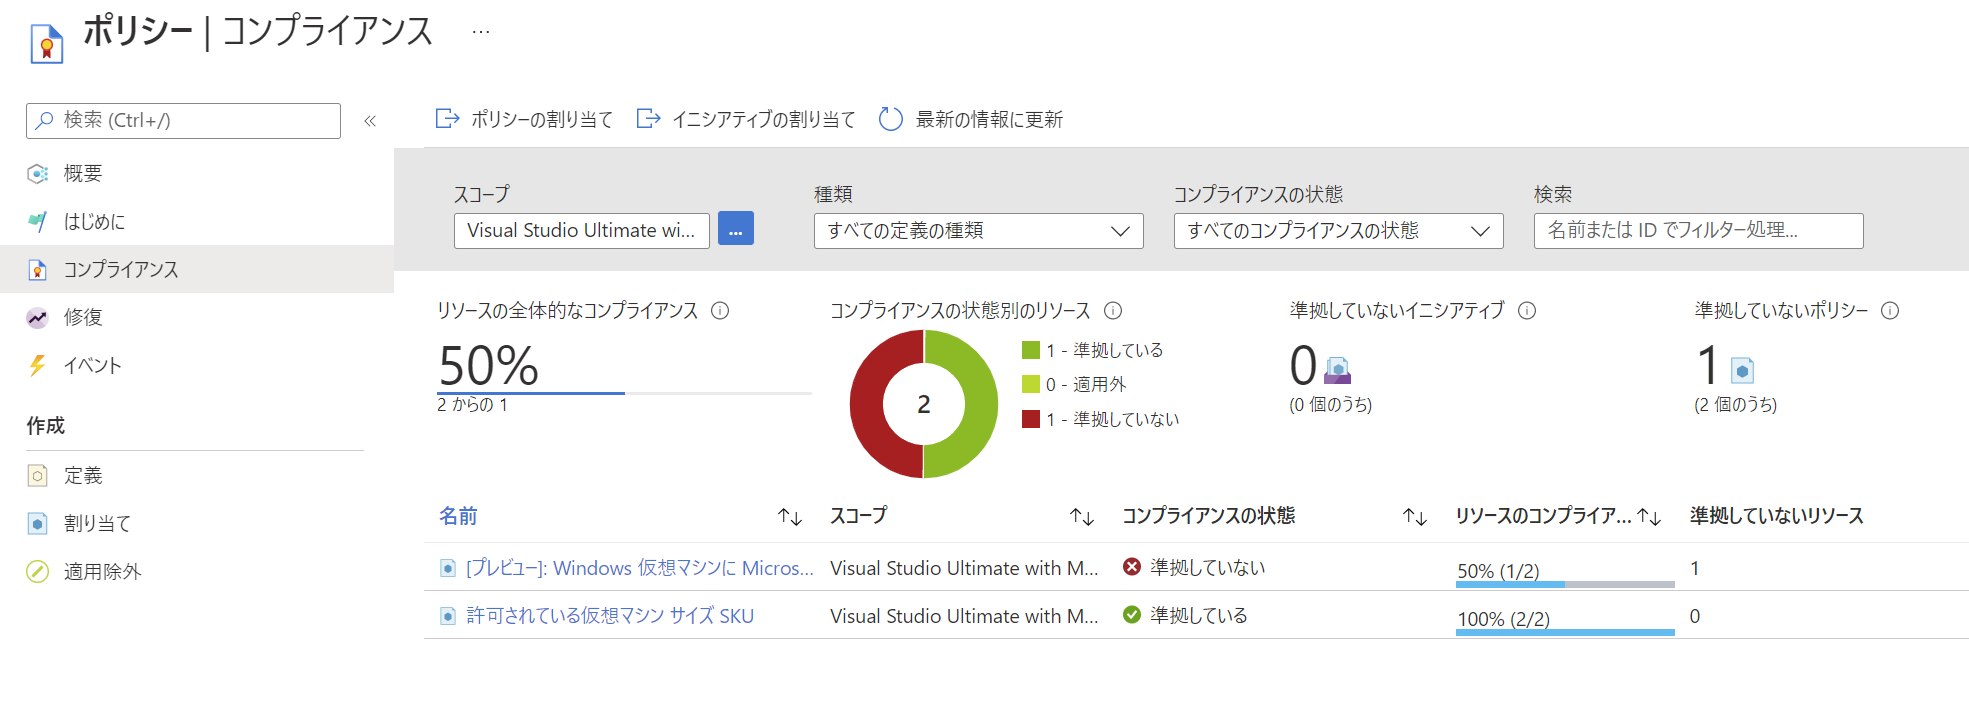 ポリシー | コンプライアンス ...
検索 (Ctrl+/)
«
概要
はじめに
コンプライアンス
修復
イベント
作成
定義
割り当て
適用除外
ポリシーの割り当て イニシアティブの割り当て 最新の情報に更新
スコープ 種類 コンプライアンスの状態 検索
Visual Studio Ultimate wi... ... すべての定義の種類 すべてのコンプライアンスの状態 名前または ID でフィルター処理...
リソースの全体的なコンプライアンス
50%
2 からの 1
コンプライアンスの状態別のリソース
2
1 - 準拠している
0 - 適用外
1 - 準拠していない
準拠していないイニシアティブ
0
(0 個のうち)
準拠していないポリシー
1
(2 個のうち)
名前 スコープ コンプライアンスの状態 リソースのコンプライア... 準拠していないリソース
[プレビュー]: Windows 仮想マシンに Micros... Visual Studio Ultimate with M... 準拠していない 50% (1/2) 1
許可されている仮想マシン サイズ SKU Visual Studio Ultimate with M... 準拠している 100% (2/2) 0